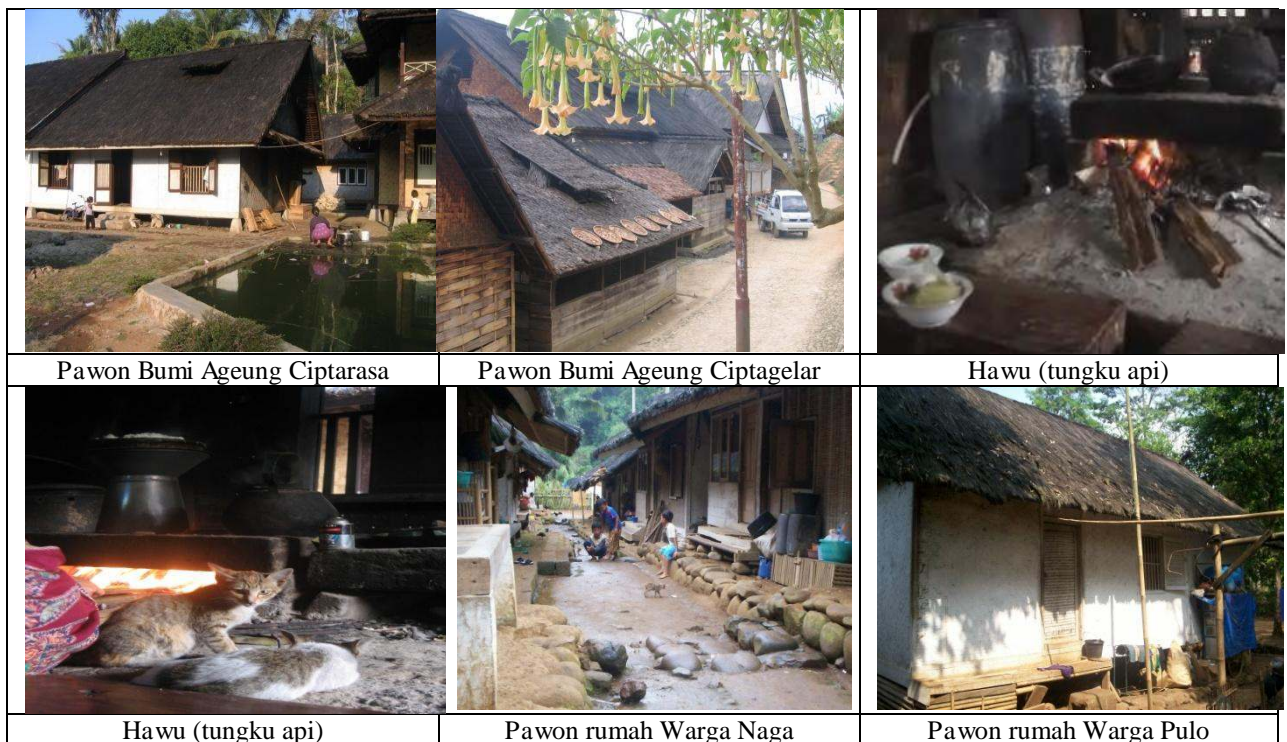 Pawon Bumi Ageung Ciptarasa
Pawon Bumi Ageung Ciptagelar
Hawu (tungku api)
Hawu (tungku api)
Pawon rumah Warga Naga
Pawon rumah Warga Pulo